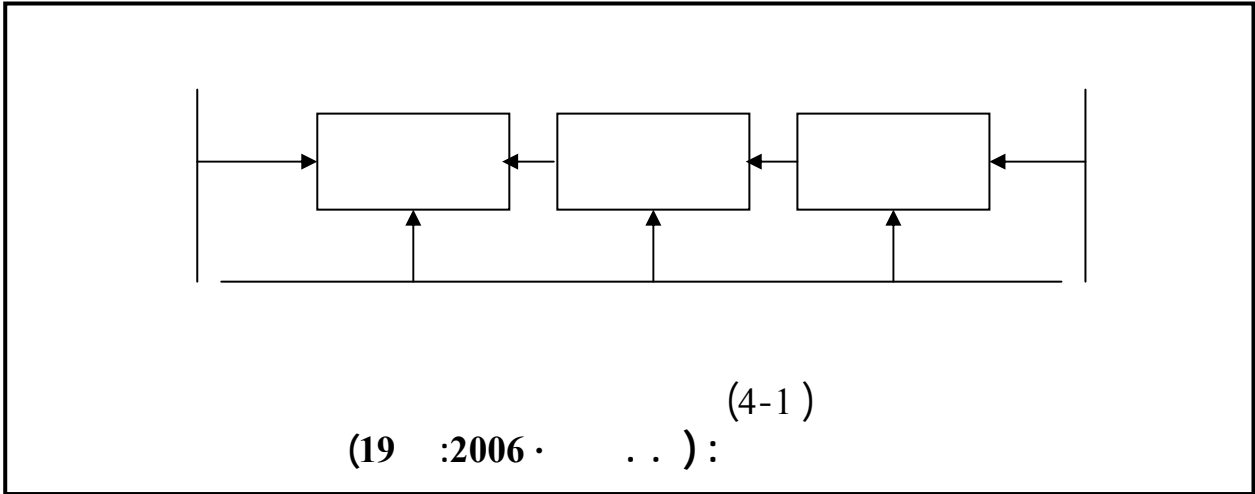 (4-1 )
(19 :2006 · . . ) :